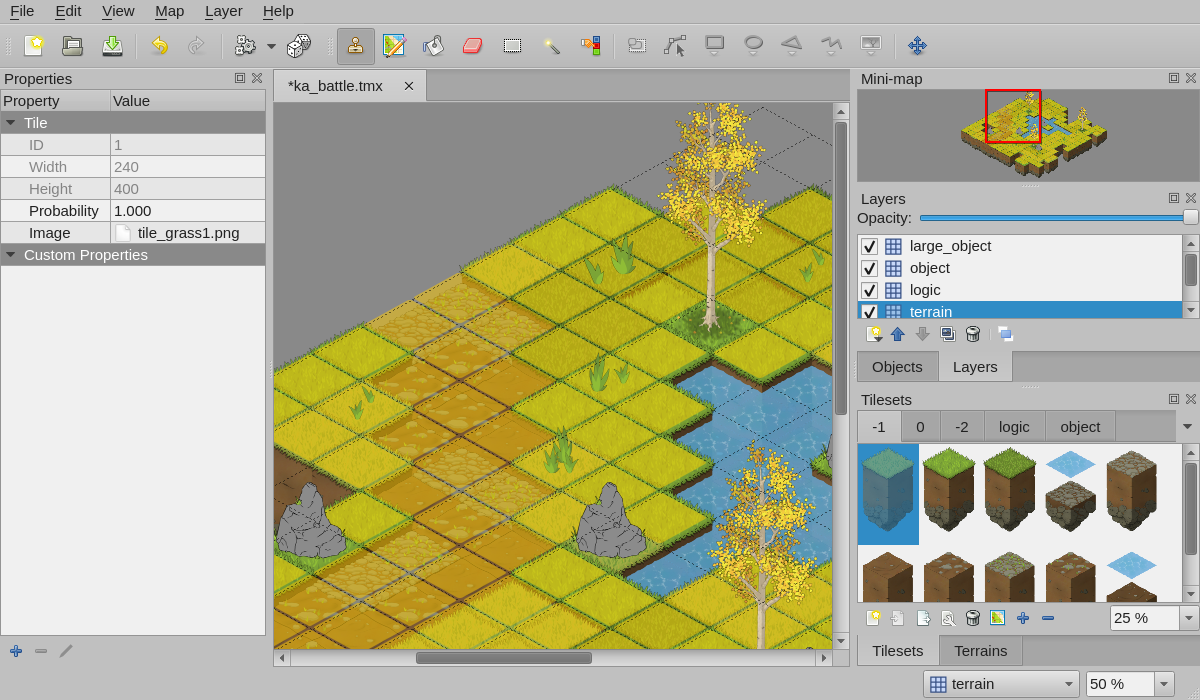 File Edit View Map Layer Help
Properties
Property Value
Tile
ID 1
Width 240
Height 400
Probability 1.000
Image tile_grass1.png
Custom Properties
*ka_battle.tmx
Mini-map
Layers
Opacity:
large_object
object
logic
terrain
Objects Layers
Tilesets
-1 0 -2 logic object
25 %
Tilesets Terrains
terrain 50 %